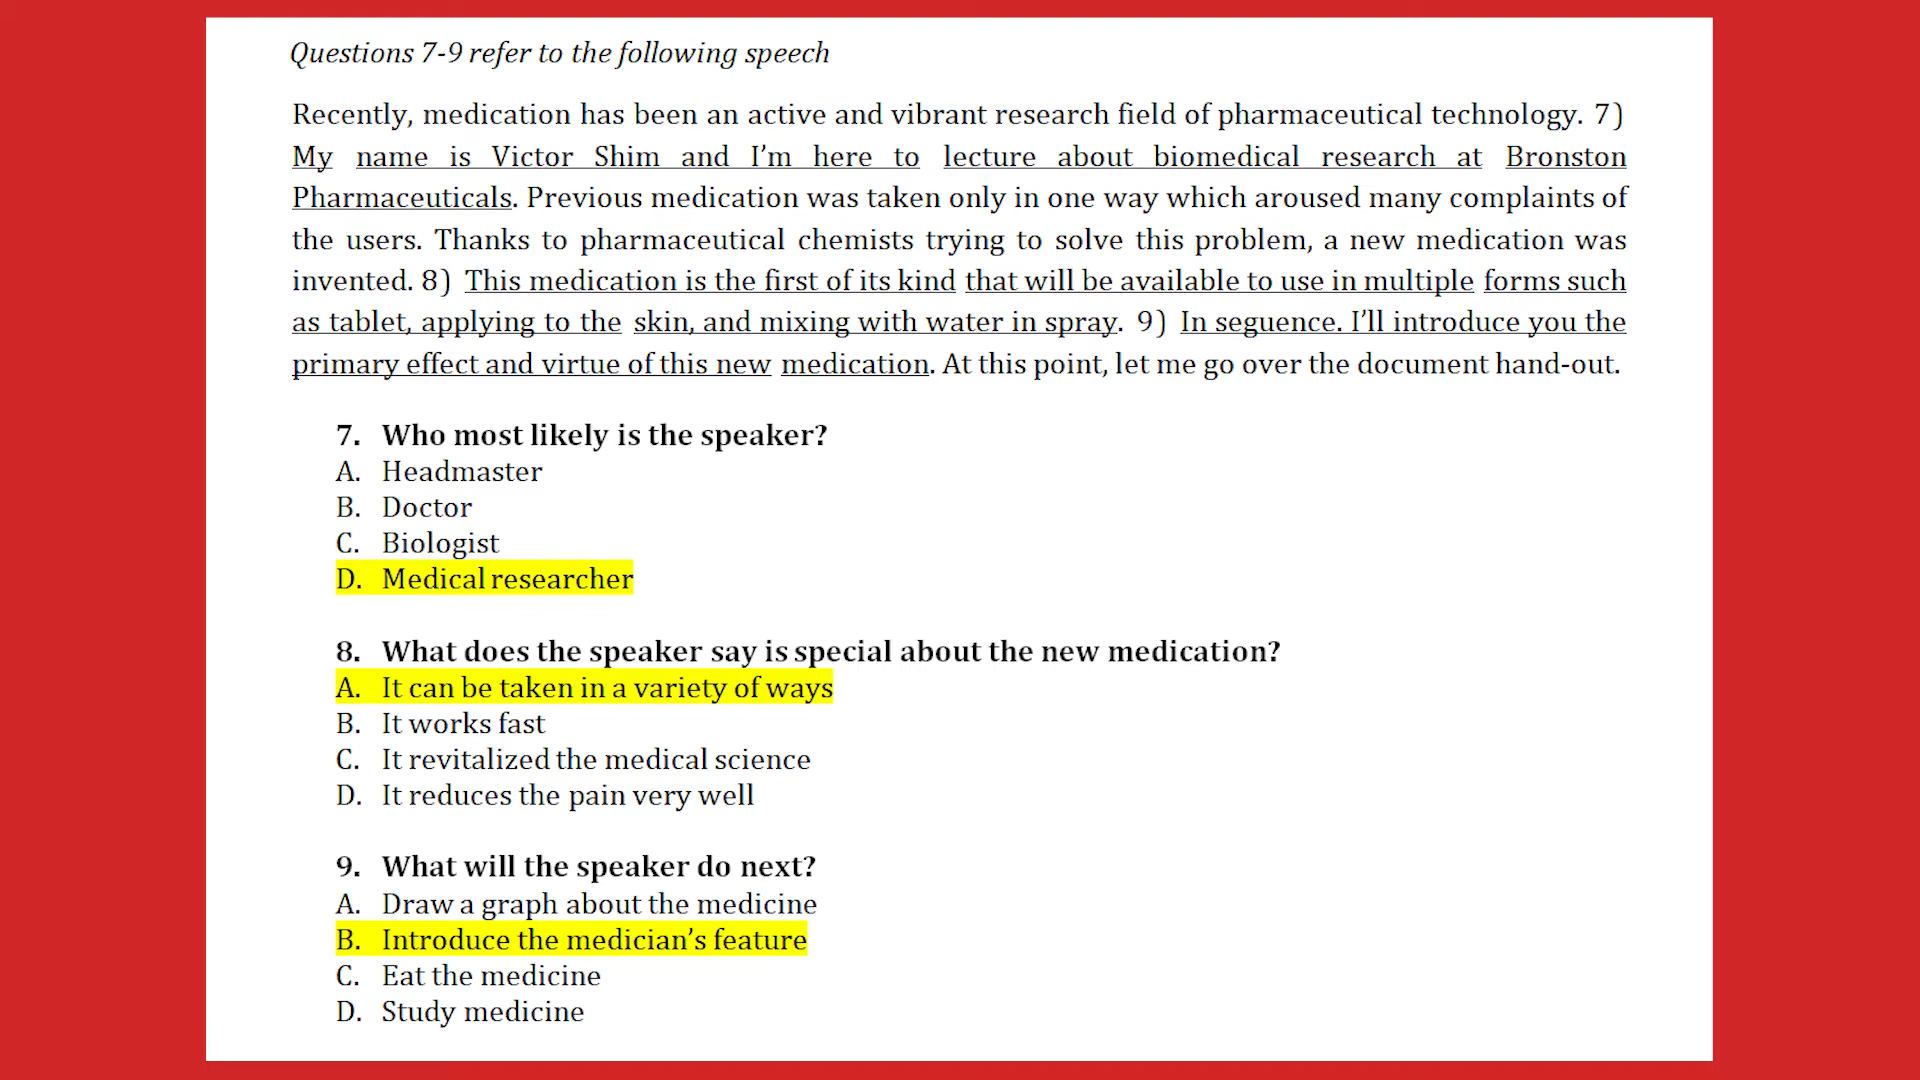 Questions 7-9 refer to the following speech
Recently, medication has been an active and vibrant research field of pharmaceutical technology. 7)
My name is Victor Shim and I’m here to lecture about biomedical research at Bronston
Pharmaceuticals. Previous medication was taken only in one way which aroused many complaints of
the users. Thanks to pharmaceutical chemists trying to solve this problem, a new medication was
invented. 8) This medication is the first of its kind that will be available to use in multiple forms such
as tablet, applying to the skin, and mixing with water in spray. 9) In seguence. I’ll introduce you the
primary effect and virtue of this new medication. At this point, let me go over the document hand-out.
7. Who most likely is the speaker?
A. Headmaster
B. Doctor
C. Biologist
D. Medical researcher
8. What does the speaker say is special about the new medication?
A. It can be taken in a variety of ways
B. It works fast
C. It revitalized the medical science
D. It reduces the pain very well
9. What will the speaker do next?
A. Draw a graph about the medicine
B. Introduce the medician’s feature
C. Eat the medicine
D. Study medicine